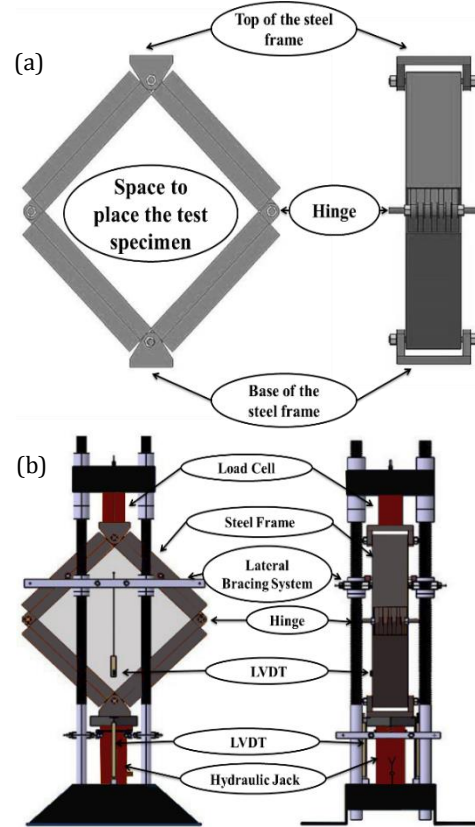 Top of the steel
frame
(a)
Space to
place the test
specimen
Hinge
Base of the
steel frame
(b)
Load Cell
Steel Frame
Lateral
Bracing System
Hinge
LVDT
LVDT
Hydraulic Jack